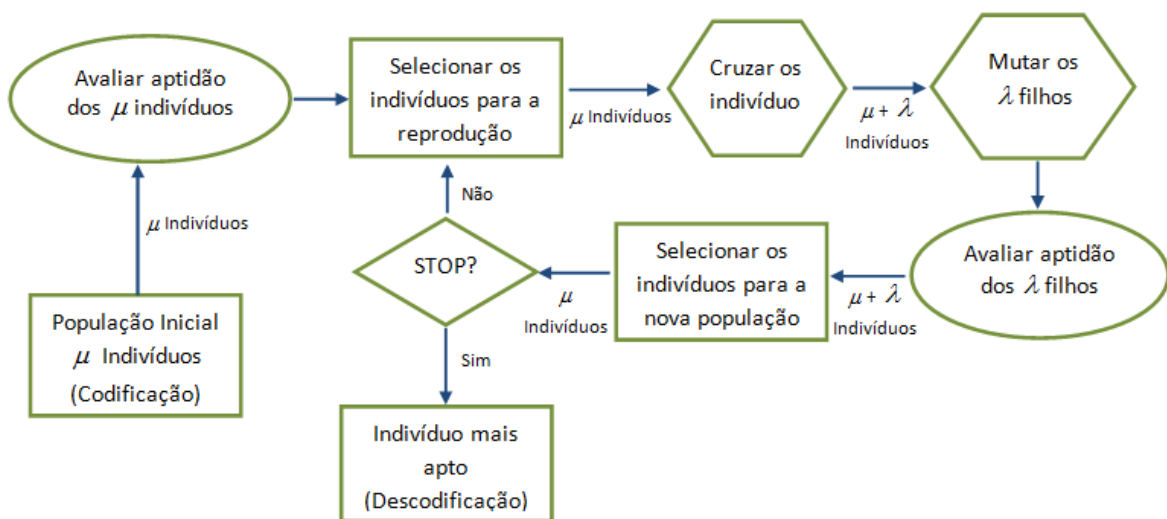 Avaliar aptidão
dos μ indivíduos
Selecionar os
indivíduos para a
reprodução
μ Indivíduos
Cruzar os
indivíduo
μ + λ
Indivíduos
Mutar os
λ filhos
Avaliar aptidão
dos λ filhos
μ + λ
Indivíduos
Selecionar os
indivíduos para a
nova população
μ
Indivíduos
STOP?
Não
Sim
Indivíduo mais
apto
(Descodificação)
μ Indivíduos
População Inicial
μ Indivíduos
(Codificação)